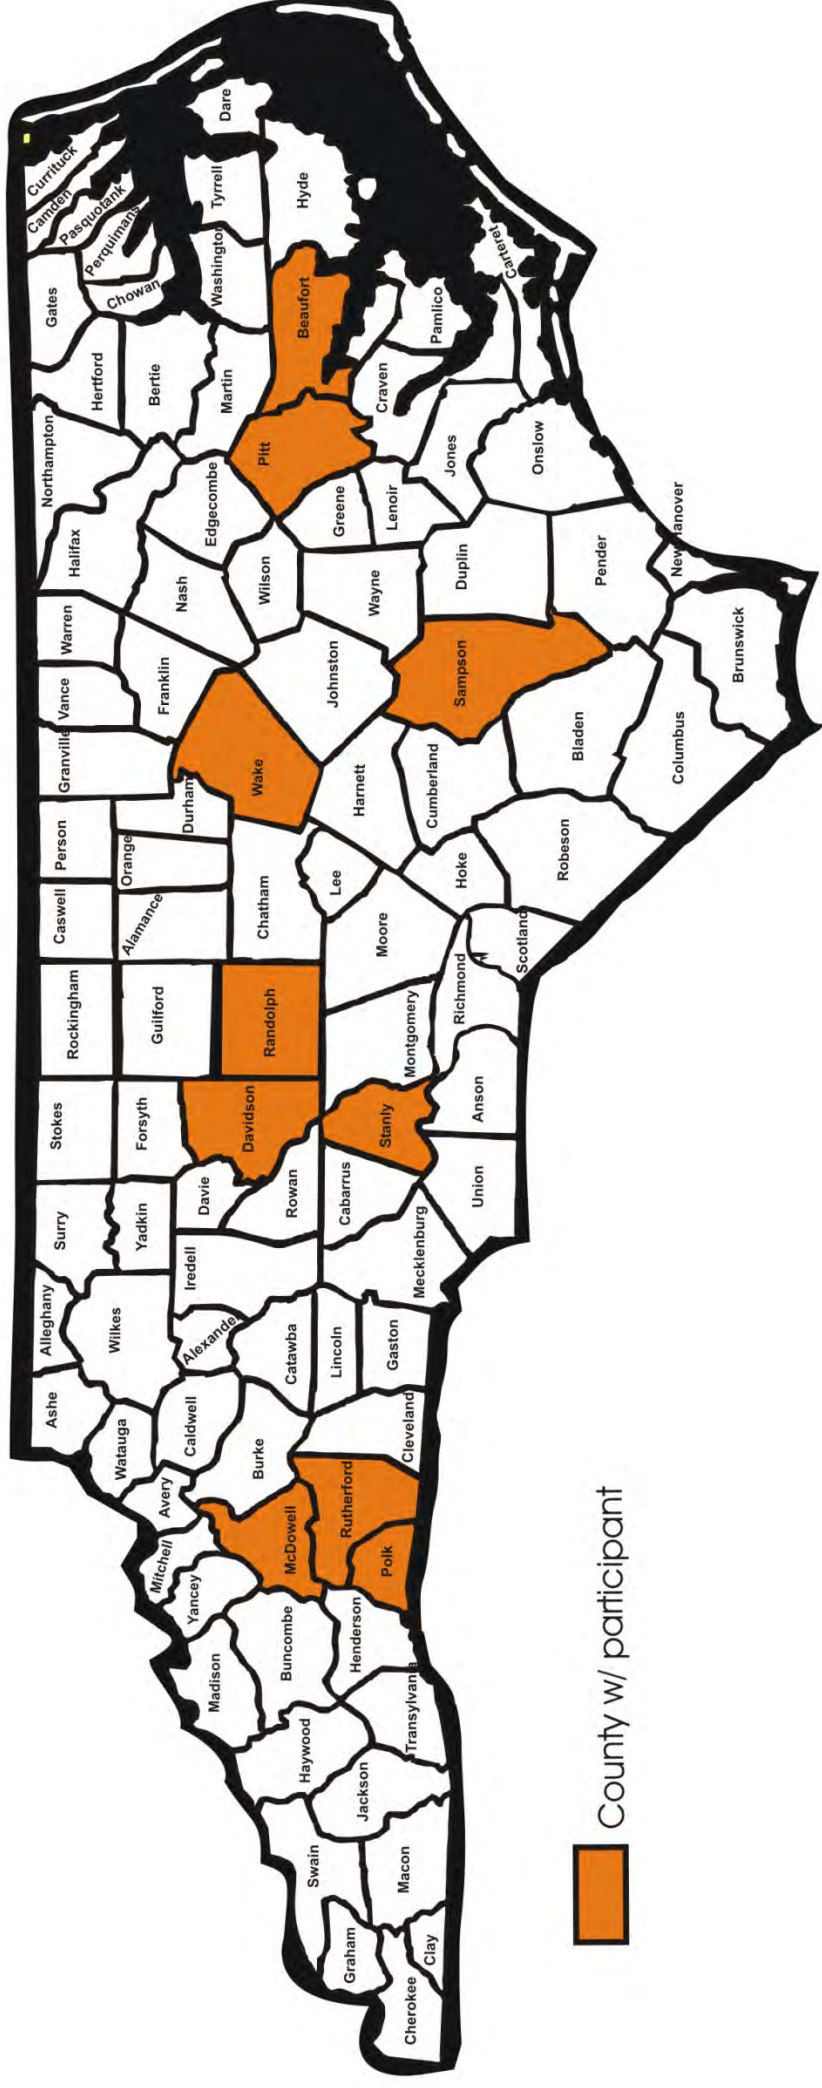 Cherokee
Graham
Clay
Swain
Macon
Jackson
Haywood
Transylvania
Madison
Buncombe
Henderson
Yancey
Mitchell
Avery
McDowell
Polk
Rutherford
Burke
Cleveland
Watauga
Caldwell
Ashe
Alleghany
Wilkes
Alexander
Catawba
Lincoln
Gaston
Surry
Yadkin
Iredell
Davie
Rowan
Cabarrus
Mecklenburg
Union
Stokes
Forsyth
Davidson
Stanly
Anson
Rockingham
Guilford
Randolph
Montgomery
Richmond
Scotland
Caswell
Alamance
Orange
Person
Durham
Chatham
Lee
Moore
Hoke
Robeson
Granville
Vance
Warren
Franklin
Wake
Harnett
Cumberland
Bladen
Columbus
Brunswick
Johnston
Sampson
Halifax
Northampton
Nash
Edgecombe
Wilson
Wayne
Greene
Lenoir
Duplin
Pender
New Hanover
Onslow
Jones
Hertford
Bertie
Martin
Pitt
Beaufort
Craven
Pamlico
Carteret
Gates
Chowan
Perquimans
Pasquotank
Camden
Currituck
Washington
Tyrrell
Dare
Hyde
County w/ participant